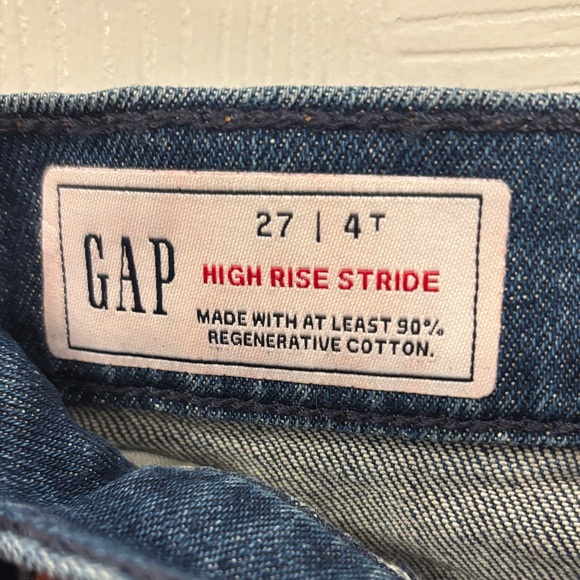 GAP
27 | 4T
HIGH RISE STRIDE
MADE WITH AT LEAST 90%
REGENERATIVE COTTON.